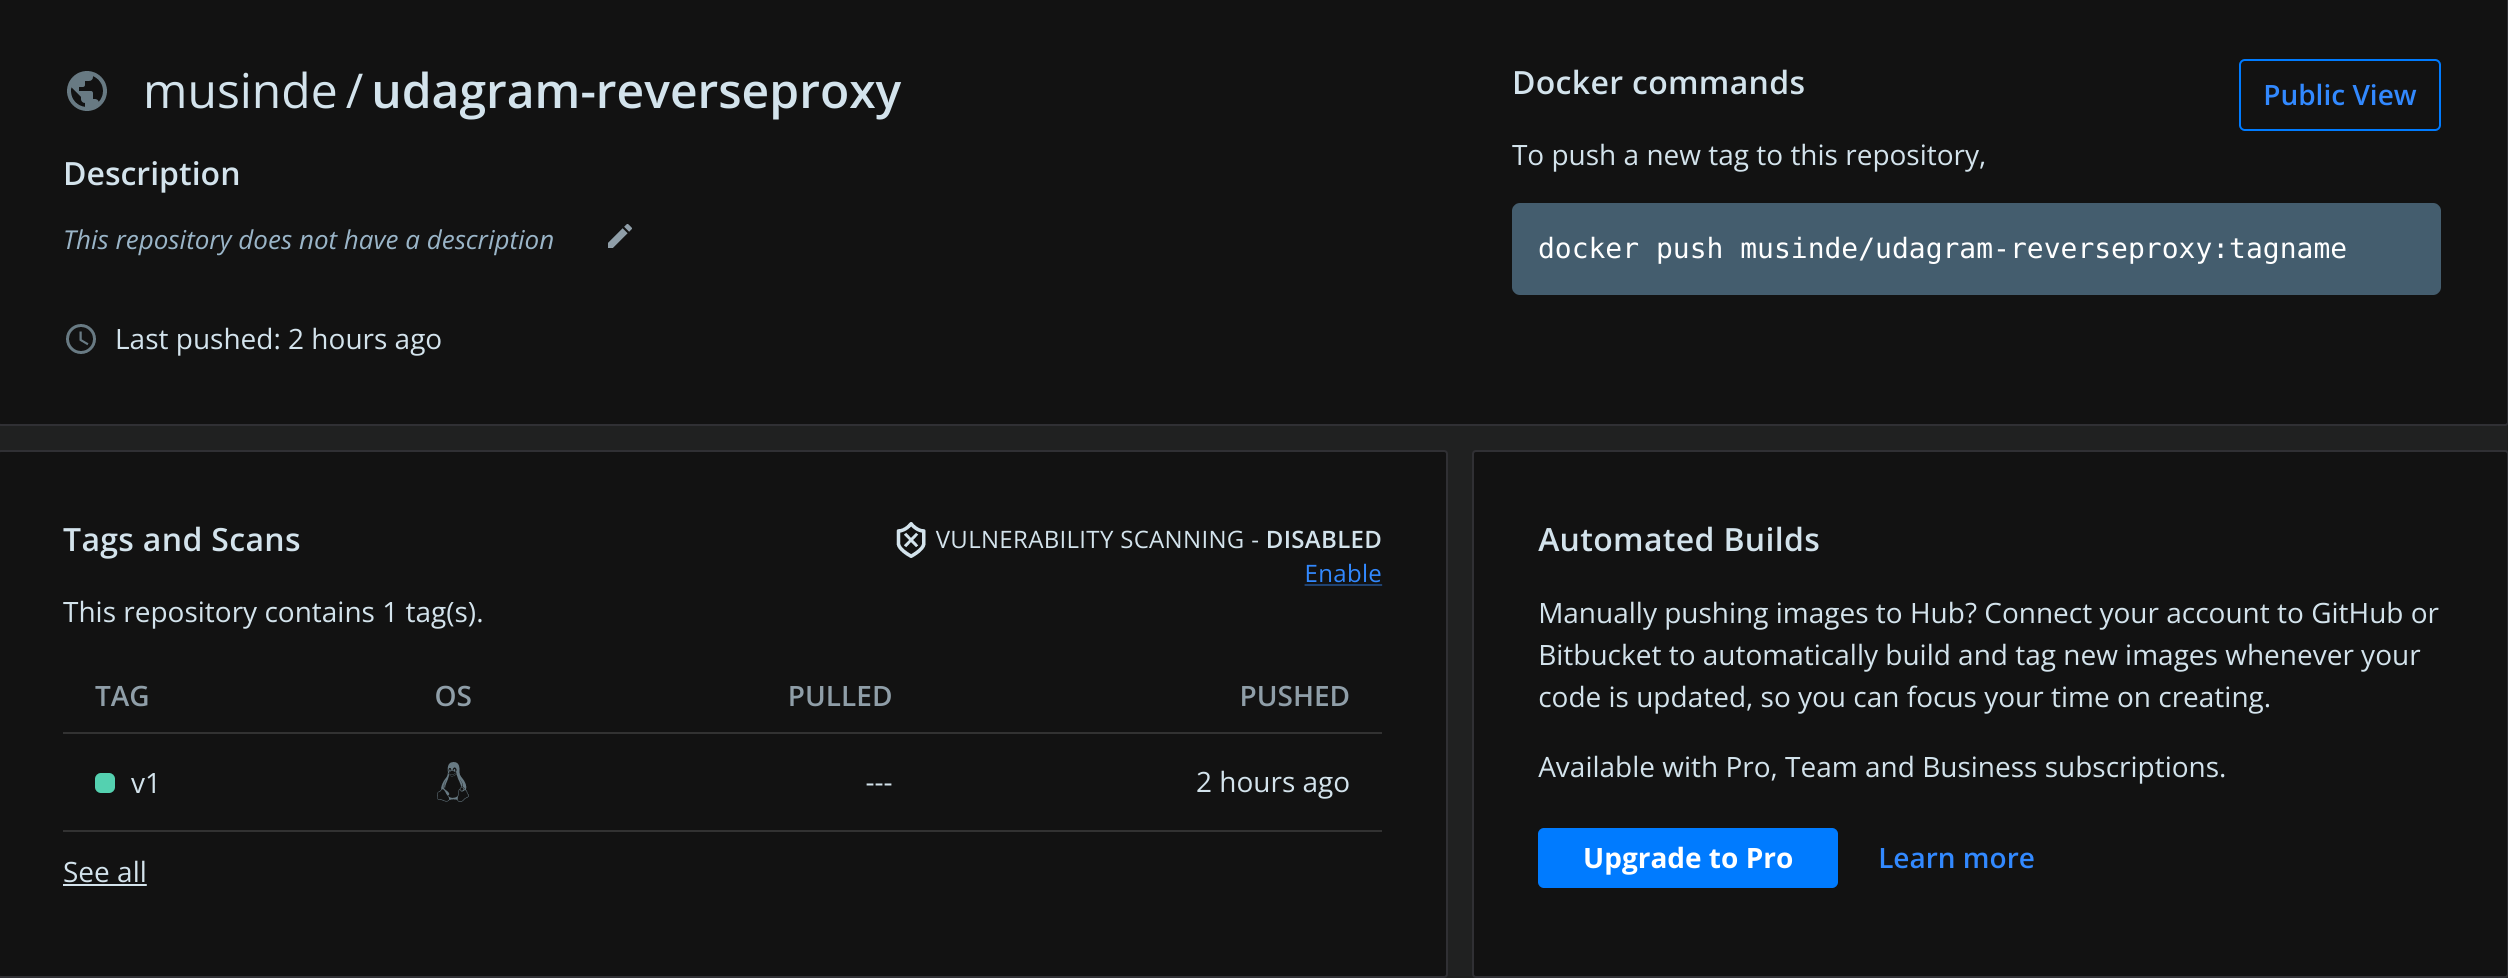 musinde / udagram-reverseproxy
Description
This repository does not have a description
Last pushed: 2 hours ago
Docker commands
Public View
To push a new tag to this repository,
docker push musinde/udagram-reverseproxy:tagname
Tags and Scans
VULNERABILITY SCANNING - DISABLED
Enable
This repository contains 1 tag(s).
TAG OS PULLED PUSHED
v1 --- 2 hours ago
See all
Automated Builds
Manually pushing images to Hub? Connect your account to GitHub or
Bitbucket to automatically build and tag new images whenever your
code is updated, so you can focus your time on creating.
Available with Pro, Team and Business subscriptions.
Upgrade to Pro Learn more